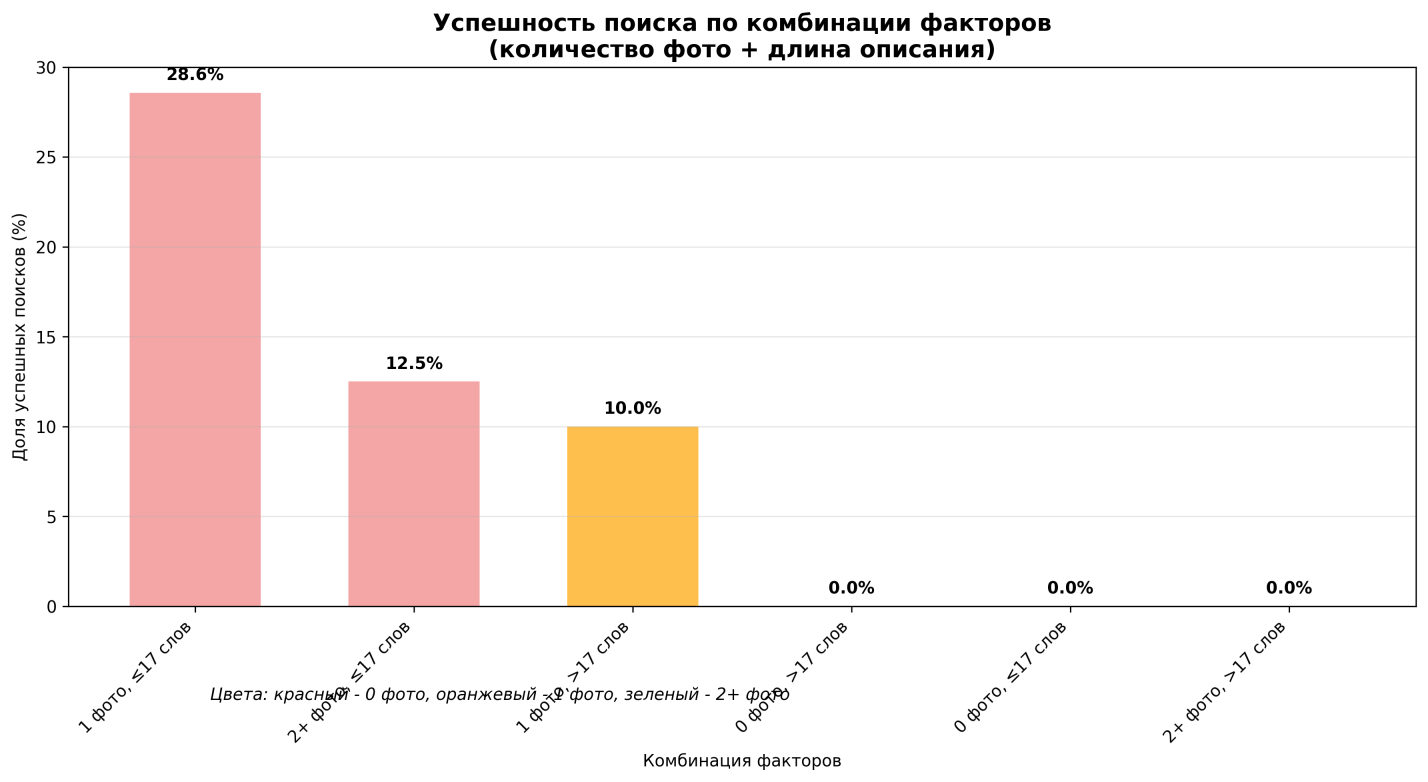 Успешность поиска по комбинации факторов
(количество фото + длина описания)
Доля успешных поисков (%)
30
25
20
15
10
5
0
28.6%
12.5%
10.0%
0.0%
0.0%
0.0%
1 фото, ≤17 слов
2+ фото, ≤17 слов
1 фото, >17 слов
0 фото, >17 слов
0 фото, ≤17 слов
2+ фото, >17 слов
Цвета: красный - 0 фото, оранжевый - 1 фото, зеленый - 2+ фото
Комбинация факторов